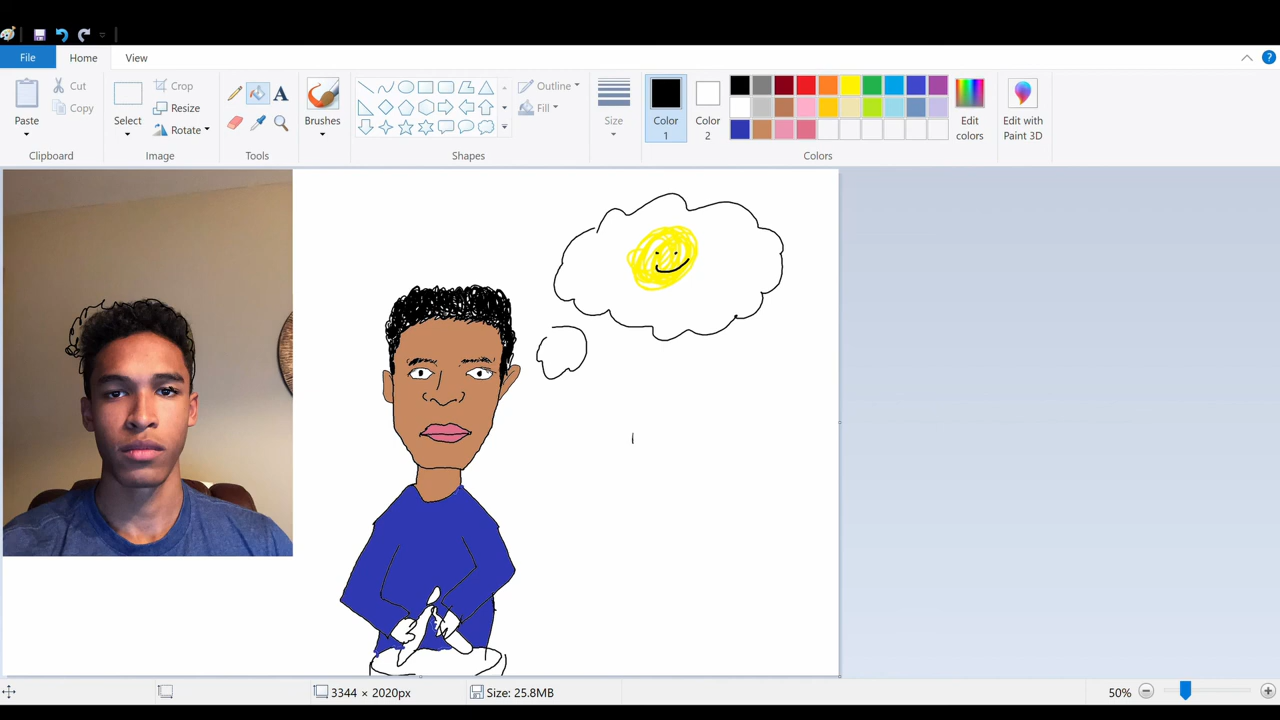 File
Home
View
Paste
Cut
Copy
Clipboard
Select
Crop
Resize
Rotate
Image
Tools
Brushes
Shapes
Outline
Fill
Size
Color
1
Color
2
Edit
colors
Colors
Edit with
Paint 3D
3344 × 2020px
Size: 25.8MB
50%